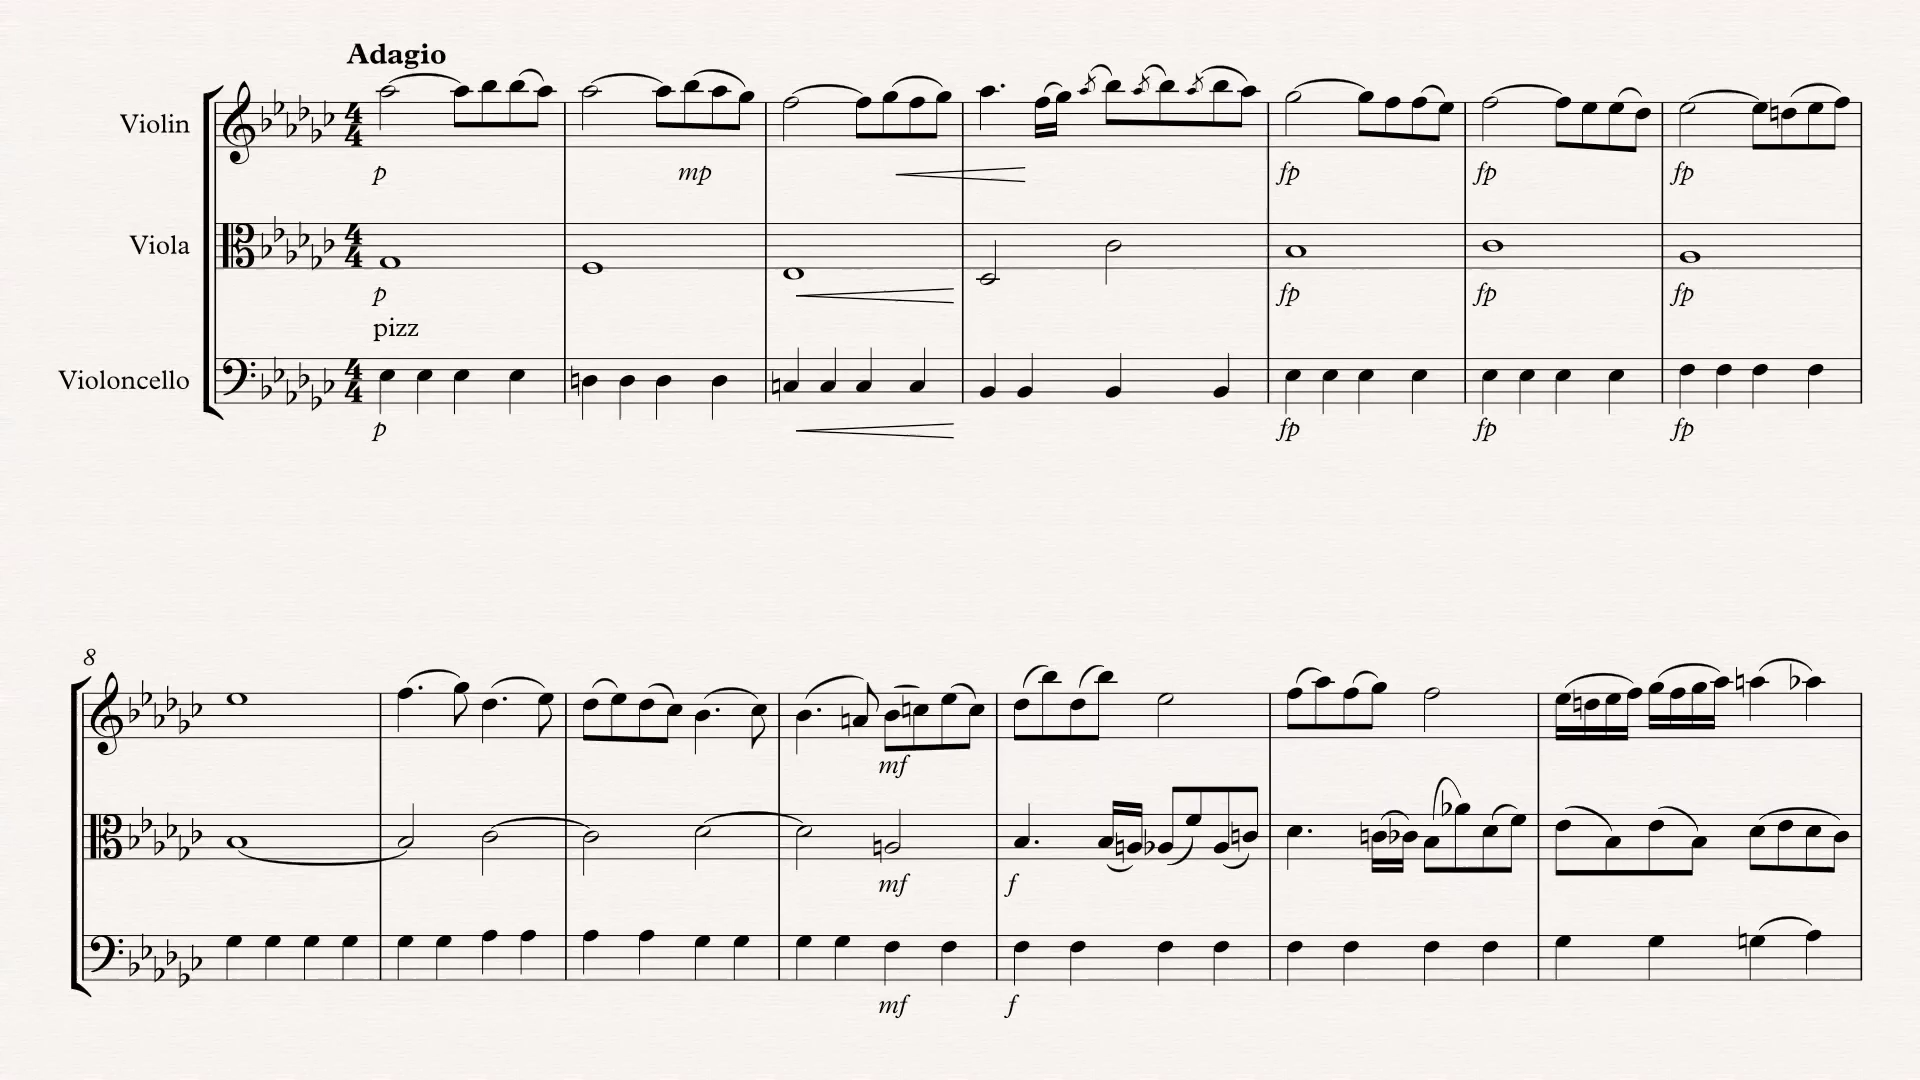 Adagio
Violin
p mp fp fp fp
Viola
p fp fp fp
pizz
Violoncello
p fp fp fp
8
mf
mf f
mf f